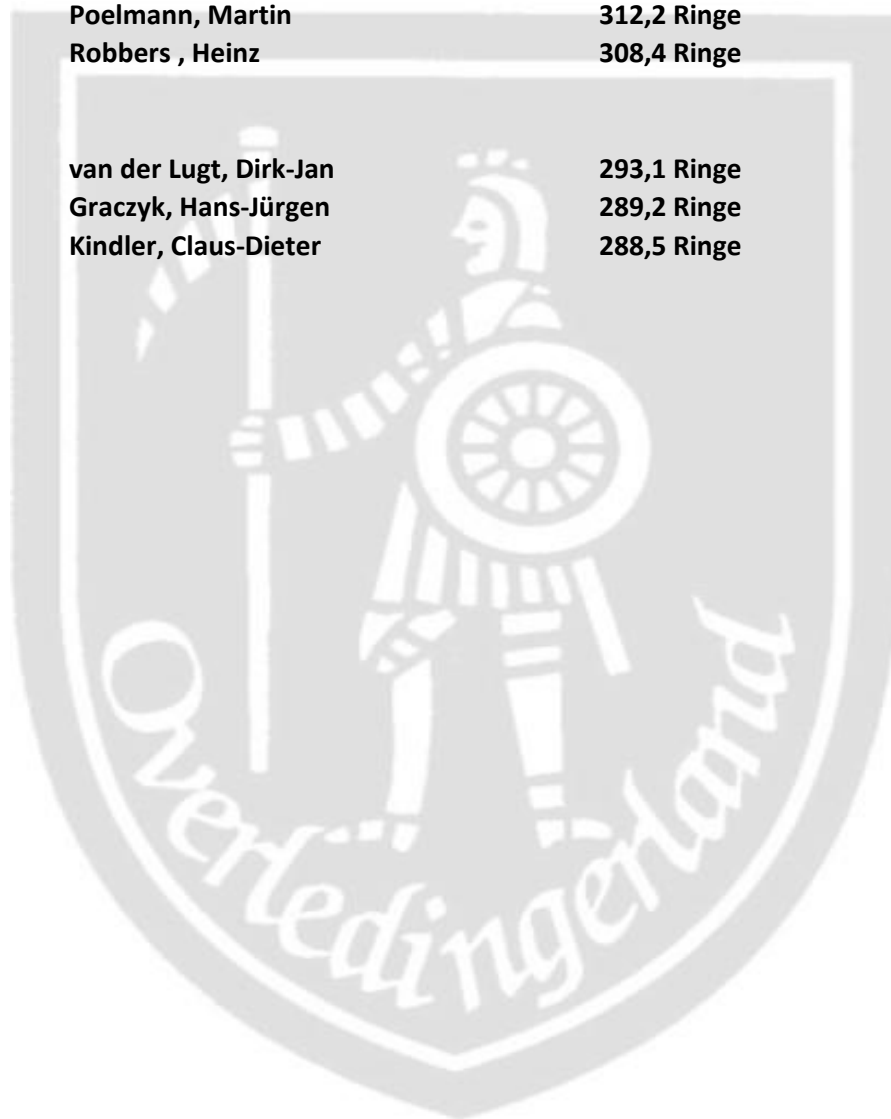 Poelmann, Martin 312,2 Ringe
Robbers , Heinz 308,4 Ringe
van der Lugt, Dirk-Jan 293,1 Ringe
Graczyk, Hans-Jürgen 289,2 Ringe
Kindler, Claus-Dieter 288,5 Ringe
Overledingerland